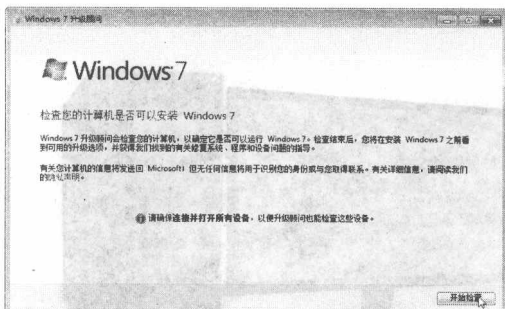 Windows 7 升级顾问
Windows 7
检查您的计算机是否可以安装 Windows 7
Windows 7 升级顾问会检查您的计算机，以确定它是否可以运行 Windows 7。检查结束后，您将在安装 Windows 7 之前看
到可用的升级选项，并获得我们找到的有关修复系统、程序和设备问题的指导。
有关您计算机的信息将发送回 Microsoft，但无任何信息将用于识别您的身份或与您取得联系。有关详细信息，请阅读我们
的隐私声明。
请确保连接并打开所有设备，以便升级顾问也能检查这些设备。
开始检查